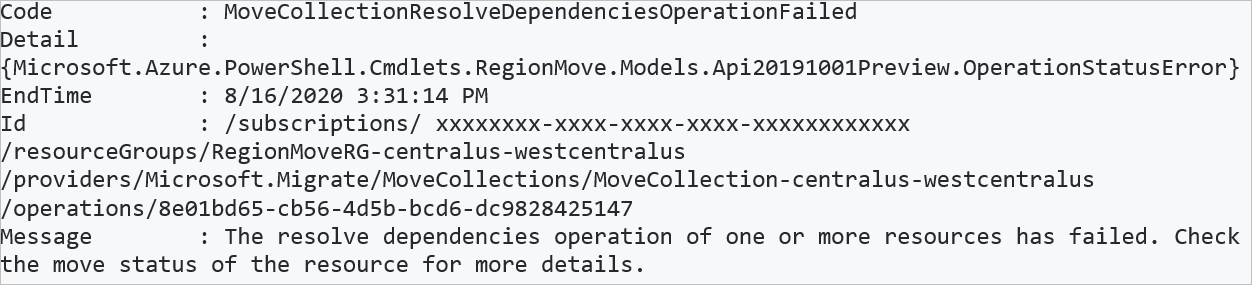 Code            : MoveCollectionResolveDependenciesOperationFailed
Detail          :
{Microsoft.Azure.PowerShell.Cmdlets.RegionMove.Models.Api20191001Preview.OperationStatusError}
EndTime         : 8/16/2020 3:31:14 PM
Id              : /subscriptions/ xxxxxxxx-xxxx-xxxx-xxxx-xxxxxxxxxxxx
/resourceGroups/RegionMoveRG-centralus-westcentralus
/providers/Microsoft.Migrate/MoveCollections/MoveCollection-centralus-westcentralus
/operations/8e01bd65-cb56-4d5b-bcd6-dc9828425147
Message         : The resolve dependencies operation of one or more resources has failed. Check
the move status of the resource for more details.